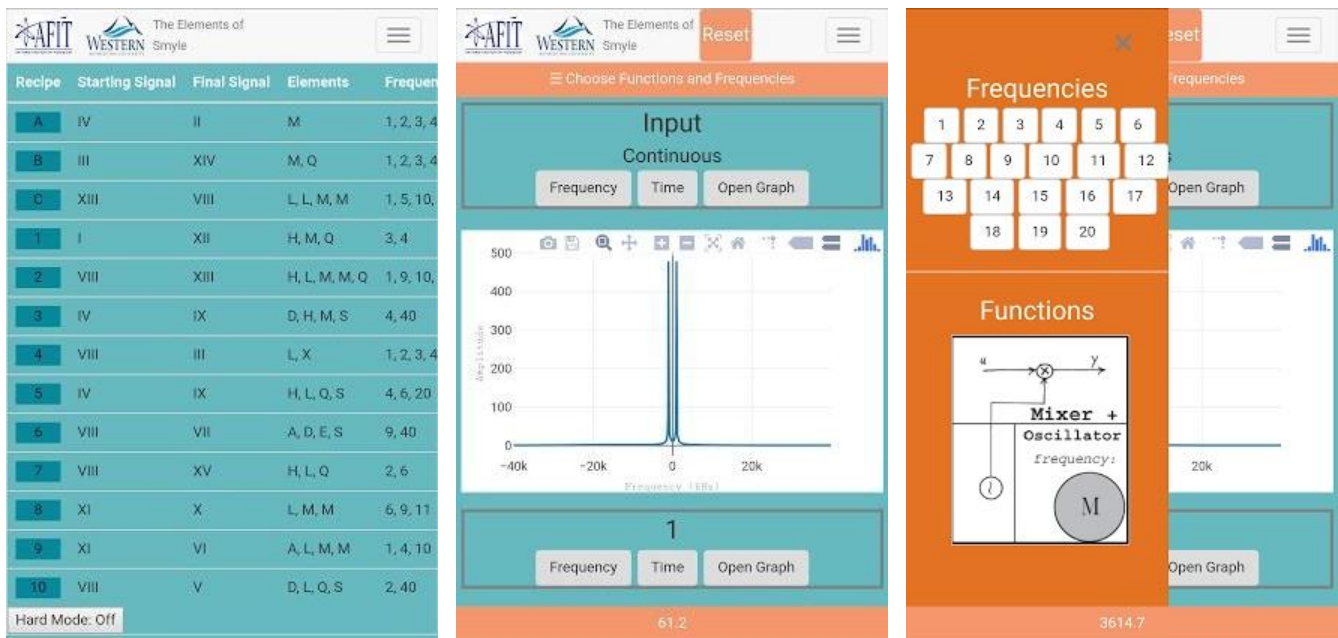 AFIT WESTERN The Elements of
Smyle
Recipe Starting Signal Final Signal Elements Frequen
A IV II M 1, 2, 3, 4
B III XIV M, Q 1, 2, 3, 4
C XIII VIII L, L, M, M 1, 5, 10,
1 I XII H, M, Q 3, 4
2 VIII XIII H, L, M, M, Q 1, 9, 10,
3 IV IX D, H, M, S 4, 40
4 VIII III L, X 1, 2, 3, 4
5 IV IX H, L, Q, S 4, 6, 20
6 VIII VII A, D, E, S 9, 40
7 VIII XV H, L, Q 2, 6
8 XI X L, M, M 6, 9, 11
9 XI VI A, L, M, M 1, 4, 10
10 VIII V D, L, Q, S 2, 40
Hard Mode: Off
AFIT WESTERN The Elements of
Smyle
Reset
☰ Choose Functions and Frequencies
Input
Continuous
Frequency Time Open Graph
500
400
300
200
100
0
Amplitude
−40k −20k 0 20k
Frequency (kHz)
1
Frequency Time Open Graph
61.2
×
eset
Frequencies
requencies
1 2 3 4 5 6
7 8 9 10 11 12
13 14 15 16 17
18 19 20
s
Open Graph
Functions
u y
Mixer +
Oscillator
frequency:
M
20k
Open Graph
3614.7